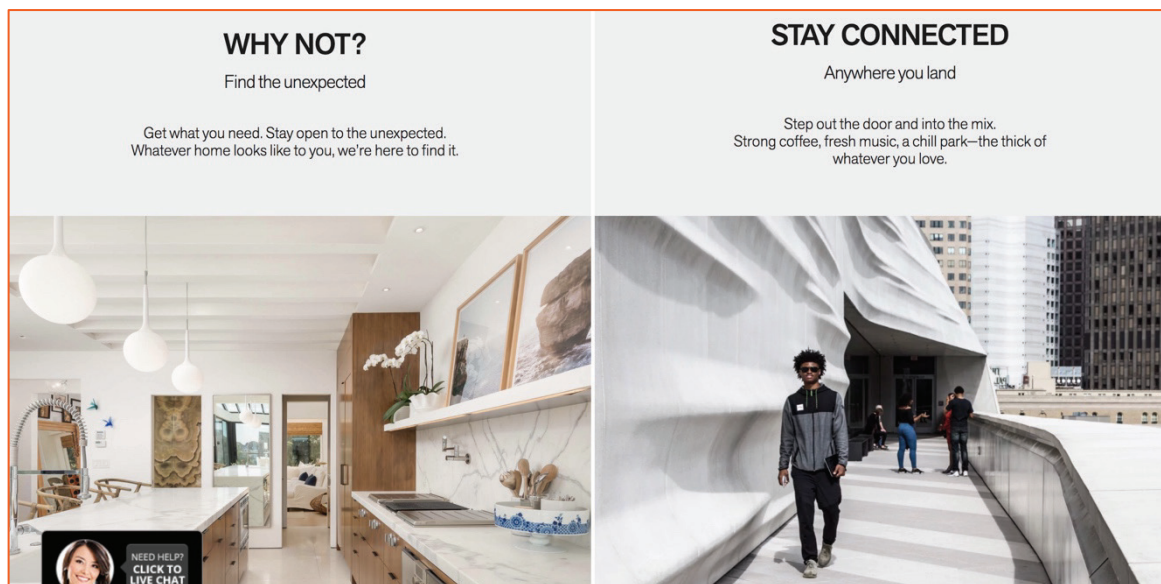 WHY NOT?
Find the unexpected
Get what you need. Stay open to the unexpected.
Whatever home looks like to you, we're here to find it.
STAY CONNECTED
Anywhere you land
Step out the door and into the mix.
Strong coffee, fresh music, a chill park—the thick of
whatever you love.
NEED HELP?
CLICK TO
LIVE CHAT